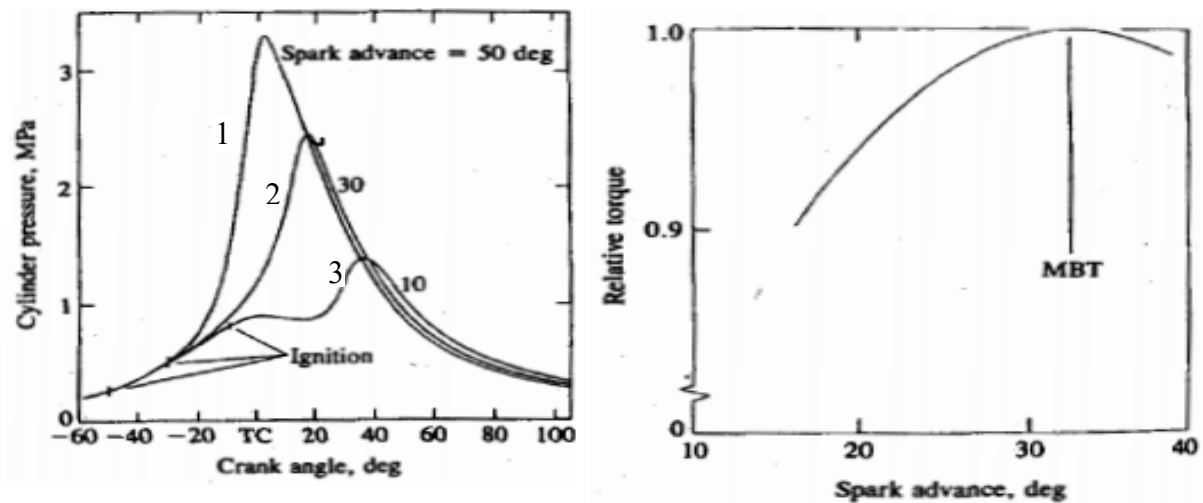 Spark advance = 50 deg
3
2
1
0
Cylinder pressure, MPa
1
2
3
30
10
Ignition
-60 -40 -20 TC 20 40 60 80 100
Crank angle, deg
1.0
0.9
0
Relative torque
MBT
10 20 30 40
Spark advance, deg